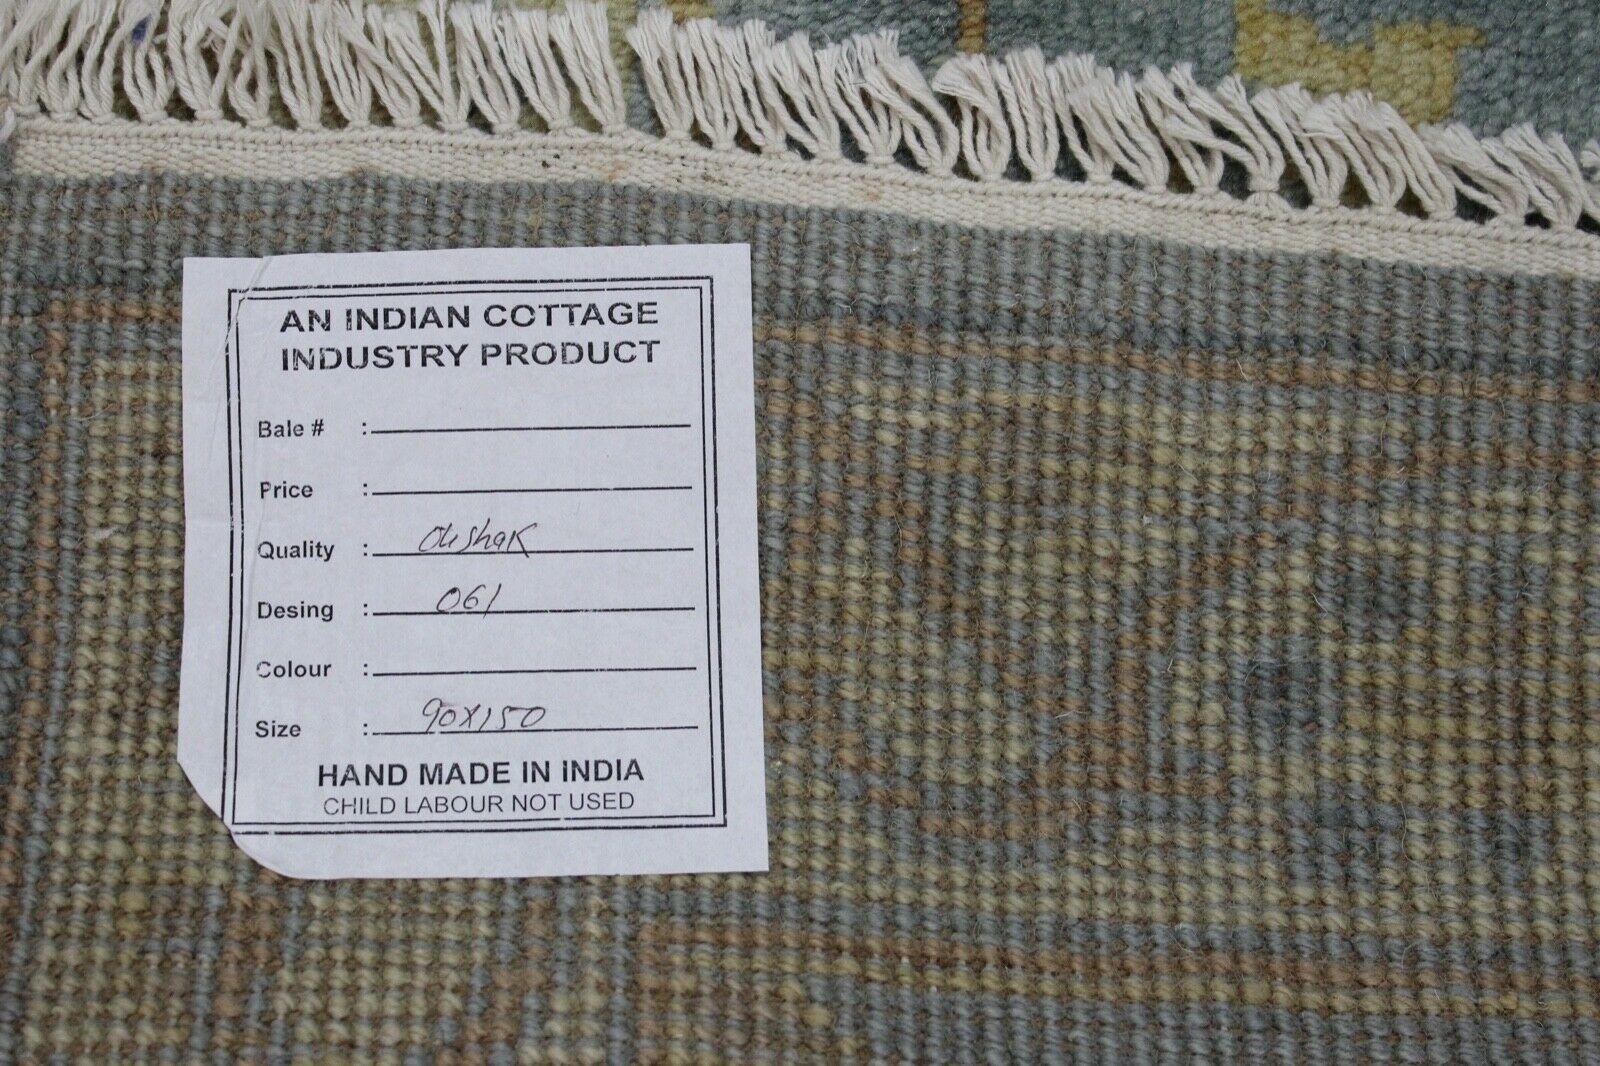 AN INDIAN COTTAGE
INDUSTRY PRODUCT
Bale # :
Price :
Quality : Oushak
Desing : 061
Colour :
Size : 90x150
HAND MADE IN INDIA
CHILD LABOUR NOT USED